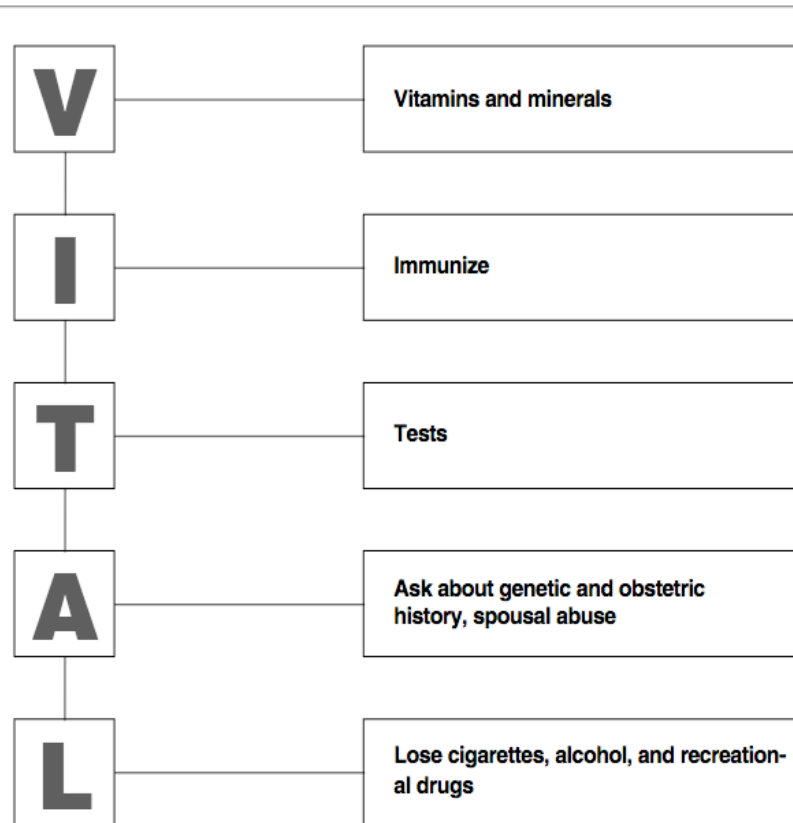 V
Vitamins and minerals
I
Immunize
T
Tests
A
Ask about genetic and obstetric
history, spousal abuse
L
Lose cigarettes, alcohol, and recreation-
al drugs